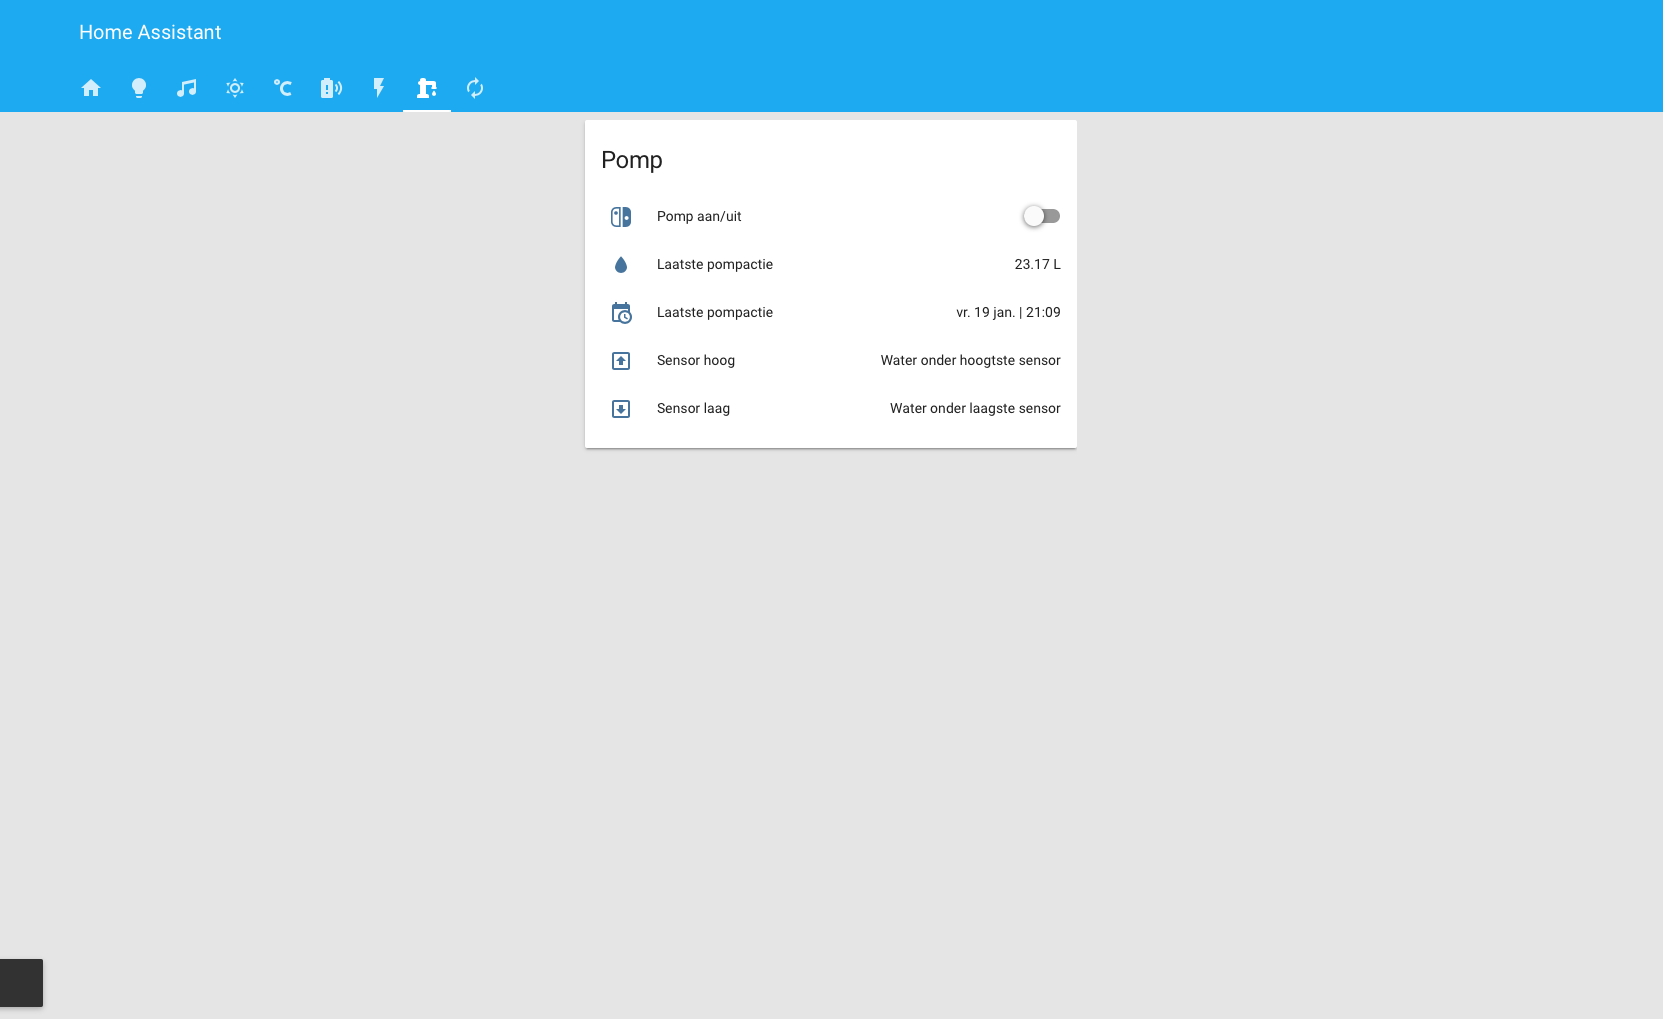 Home Assistant
°C
Pomp
Pomp aan/uit
Laatste pompactie 23.17 L
Laatste pompactie vr. 19 jan. | 21:09
Sensor hoog Water onder hoogtste sensor
Sensor laag Water onder laagste sensor